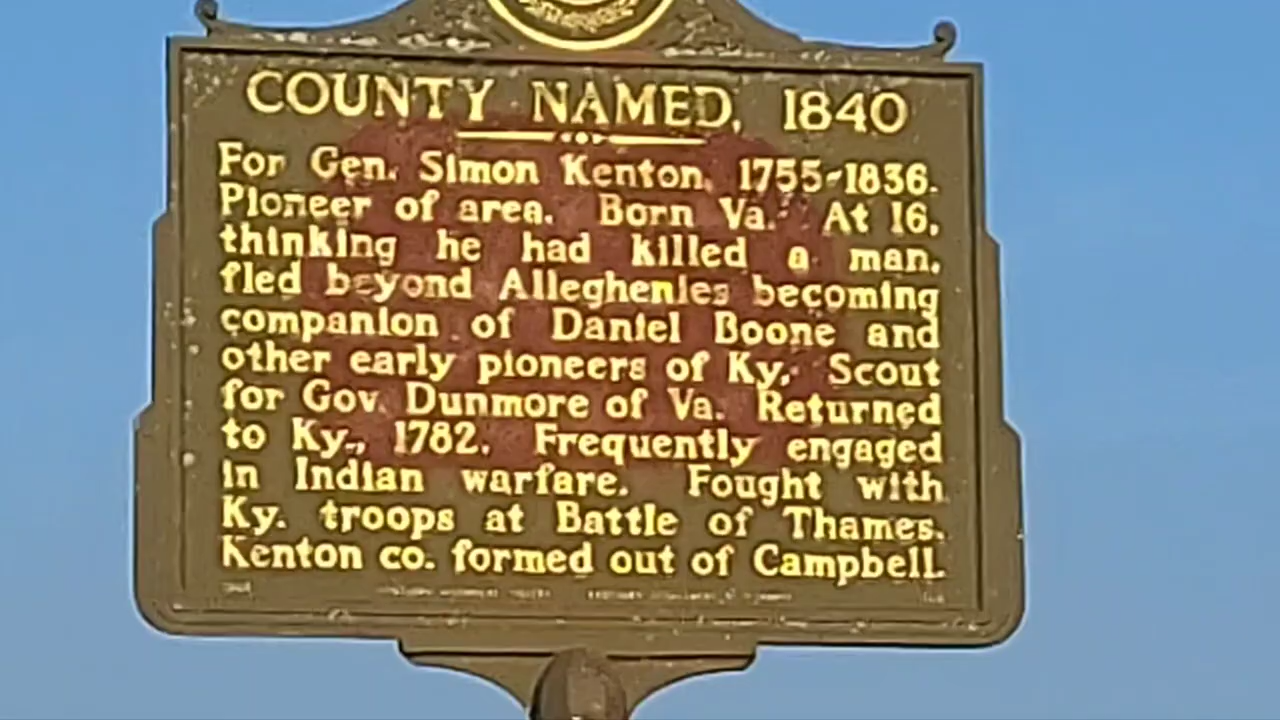 COUNTY NAMED, 1840
For Gen. Simon Kenton, 1755-1836.
Pioneer of area. Born Va. At 16,
thinking he had killed a man,
fled beyond Alleghenies becoming
companion of Daniel Boone and
other early pioneers of Ky. Scout
for Gov. Dunmore of Va. Returned
to Ky., 1782. Frequently engaged
in Indian warfare. Fought with
Ky. troops at Battle of Thames.
Kenton co. formed out of Campbell.